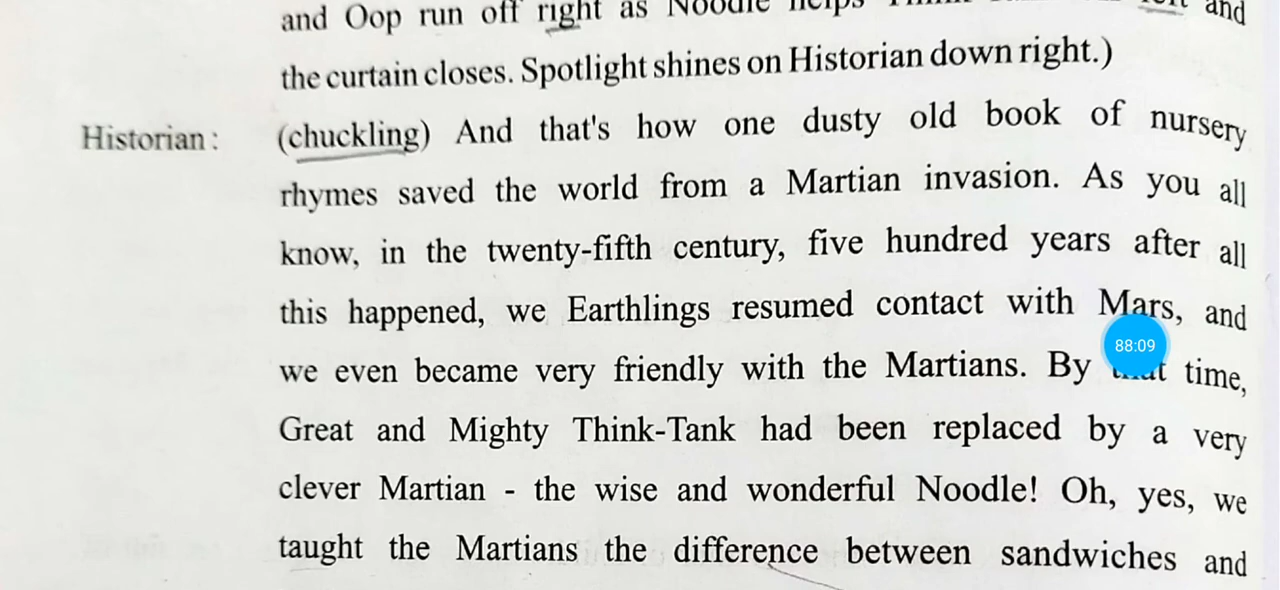 and Oop run off right as Noodle helps and
the curtain closes. Spotlight shines on Historian down right.)
Historian : (chuckling) And that's how one dusty old book of nursery
rhymes saved the world from a Martian invasion. As you all
know, in the twenty-fifth century, five hundred years after all
this happened, we Earthlings resumed contact with Mars, and
88:09
we even became very friendly with the Martians. By that time,
Great and Mighty Think-Tank had been replaced by a very
clever Martian - the wise and wonderful Noodle! Oh, yes, we
taught the Martians the difference between sandwiches and